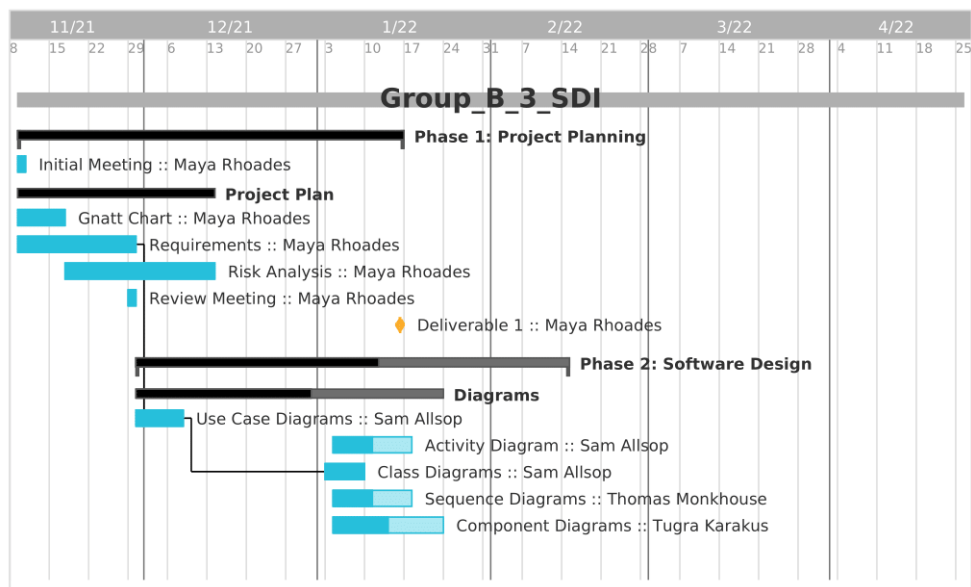 11/21 12/21 1/22 2/22 3/22 4/22
8 15 22 29 6 13 20 27 3 10 17 24 31 7 14 21 28 7 14 21 28 4 11 18 25
Group_B_3_SDI
Phase 1: Project Planning
Initial Meeting :: Maya Rhoades
Project Plan
Gnatt Chart :: Maya Rhoades
Requirements :: Maya Rhoades
Risk Analysis :: Maya Rhoades
Review Meeting :: Maya Rhoades
Deliverable 1 :: Maya Rhoades
Phase 2: Software Design
Diagrams
Use Case Diagrams :: Sam Allsop
Activity Diagram :: Sam Allsop
Class Diagrams :: Sam Allsop
Sequence Diagrams :: Thomas Monkhouse
Component Diagrams :: Tugra Karakus